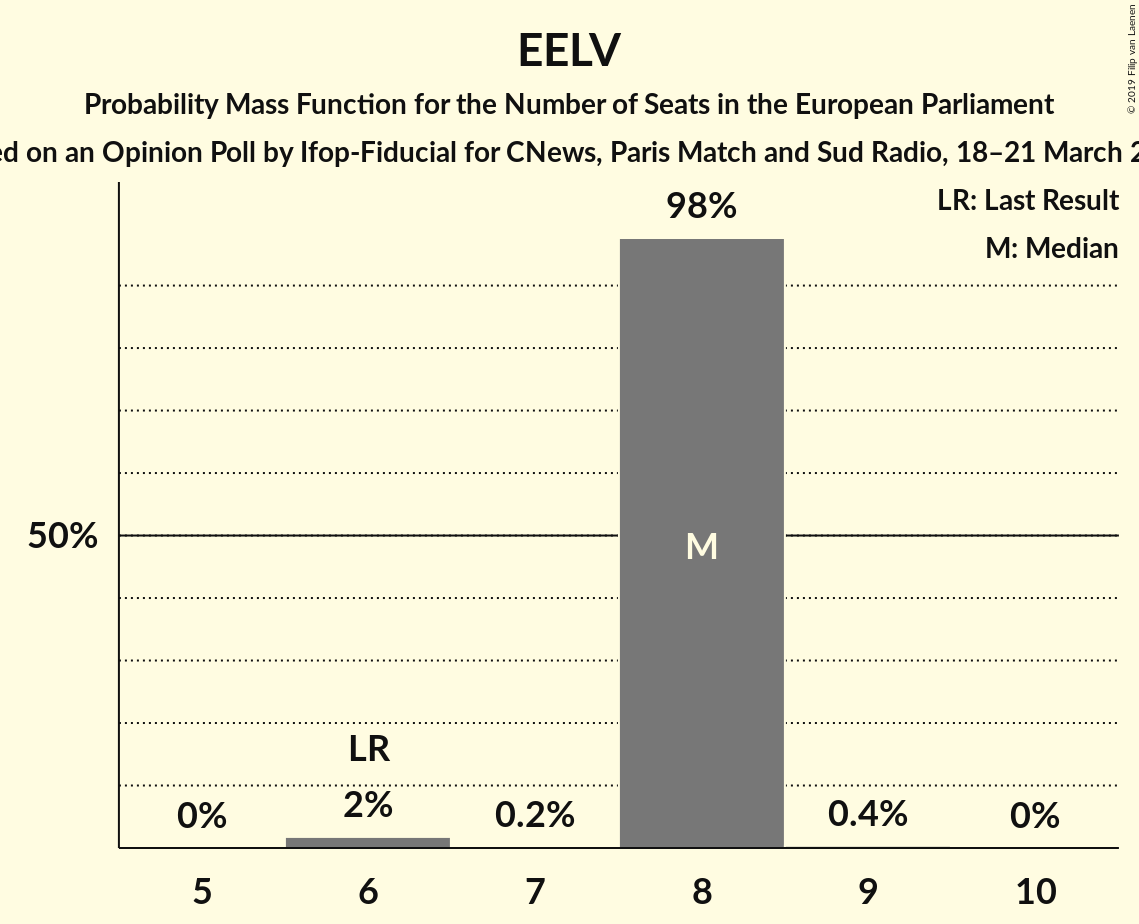 EELV
Probability Mass Function for the Number of Seats in the European Parliament
on an Opinion Poll by Ifop-Fiducial for CNews, Paris Match and Sud Radio, 18–21 March
© 2019 Filip van Laenen
LR: Last Result
M: Median
98%
50%
M
LR
0%
2%
0.2%
0.4%
0%
5
6
7
8
9
10